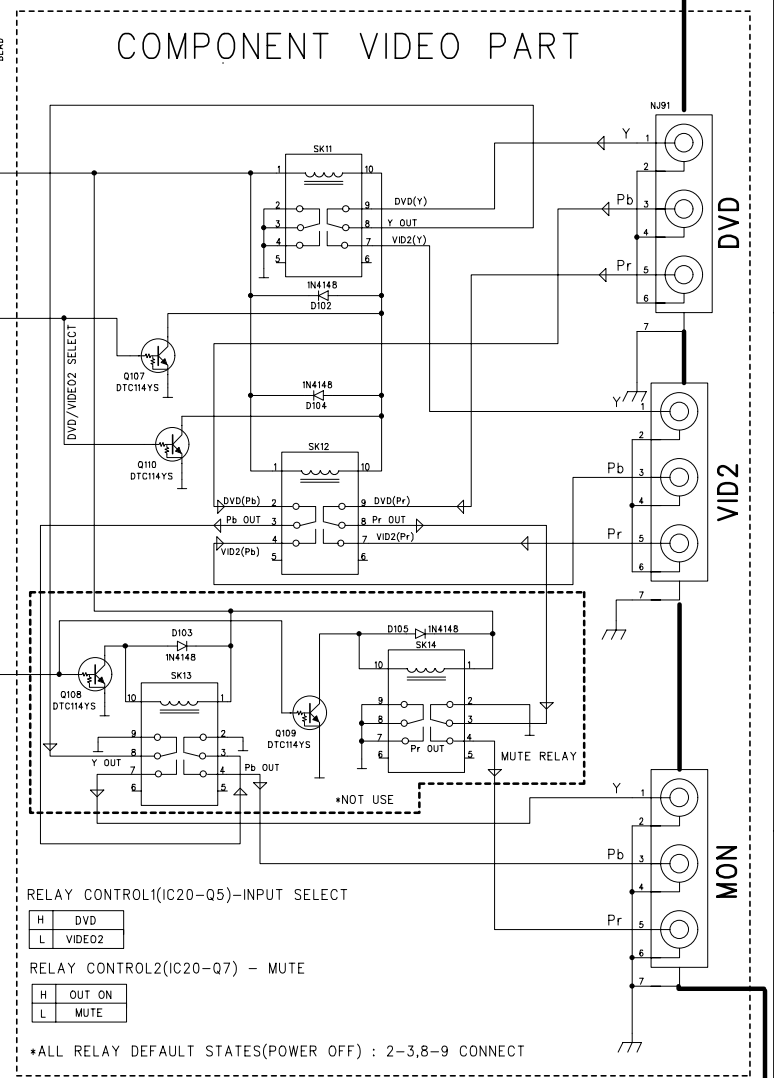 COMPONENT VIDEO PART
BEAD
NJ91
SK11
1 10
2 9 DVD(Y)
3 8 Y OUT
4 7 VID2(Y)
5 6
Y 1
2
Pb 3
4
Pr 5
6
7
DVD
1N4148
D102
Q107
DTC114YS
DVD/VIDEO2 SELECT
1N4148
D104
Q110
DTC114YS
SK12
1 10
DVD(Pb) 2 9 DVD(Pr)
Pb OUT 3 8 Pr OUT
VID2(Pb) 4 7 VID2(Pr)
5 6
Y 1
2
Pb 3
4
Pr 5
6
7
VID2
D103
1N4148
SK13
Q108
DTC114YS
10 1
9 2
8 3
Y OUT
7 4 Pb OUT
6 5
D105 1N4148
SK14
Q109
DTC114YS
10 1
9 2
8 3
7 4
Pr OUT
6 5
MUTE RELAY
*NOT USE
Y 1
2
Pb 3
4
Pr 5
6
7
MON
RELAY CONTROL1(IC20-Q5)-INPUT SELECT
H DVD
L VIDEO2
RELAY CONTROL2(IC20-Q7) - MUTE
H OUT ON
L MUTE
*ALL RELAY DEFAULT STATES(POWER OFF) : 2-3,8-9 CONNECT